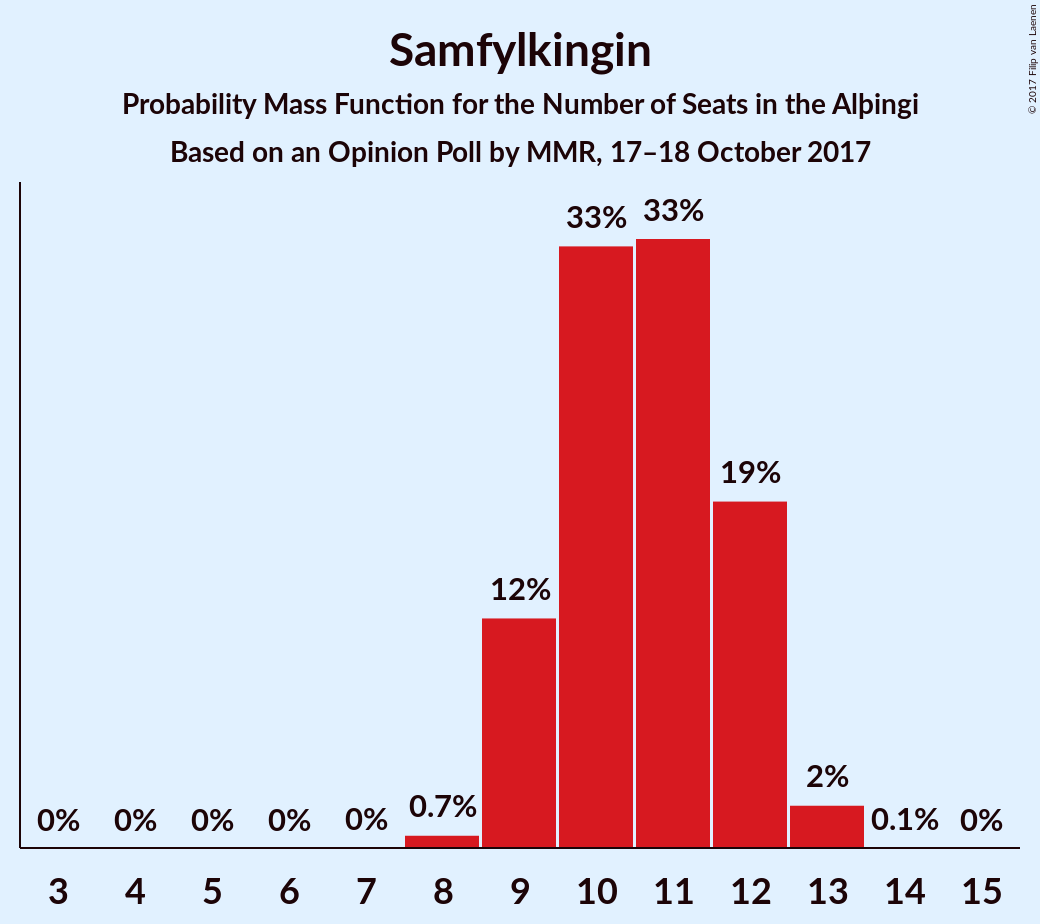 Samfylkingin
Probability Mass Function for the Number of Seats in the Alþingi
Based on an Opinion Poll by MMR, 17–18 October 2017
© 2017 Filip van Laenen
0% 0% 0% 0% 0% 0.7% 12% 33% 33% 19% 2% 0.1% 0%
3 4 5 6 7 8 9 10 11 12 13 14 15